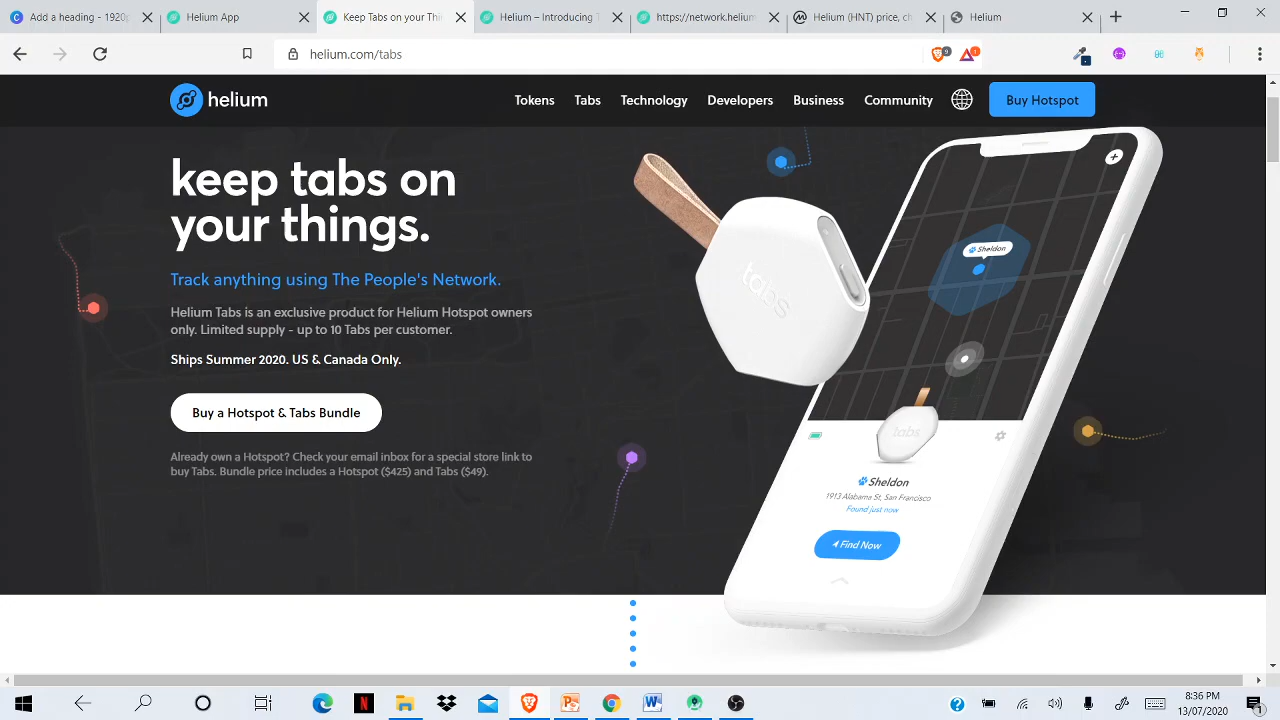 Add a heading – 1920p
keep tabs on your Thi
Helium – Introducing T
https://network.helium
MOV (HNT) price, ch
Helium
helium.com/tabs
9
1
helium
Tokens
Tabs
Technology
Developers
Business
Community
Buy Hotspot
keep tabs on
your things.
Track anything using The People's Network.
Helium Tabs is an exclusive product for Helium Hotspot owners
only. Limited supply - up to 10 Tabs per customer.
Ships Summer 2020. US & Canada Only.
Buy a Hotspot & Tabs Bundle
Already own a Hotspot? Check your email inbox for a special store link to
buy Tabs. Bundle price includes a Hotspot ($425) and Tabs ($49).
tabs
Sheldon
tabs
Sheldon
1913 Alabama St, San Francisco
Found just now
Find Now
8:36 PM
13/07/2020